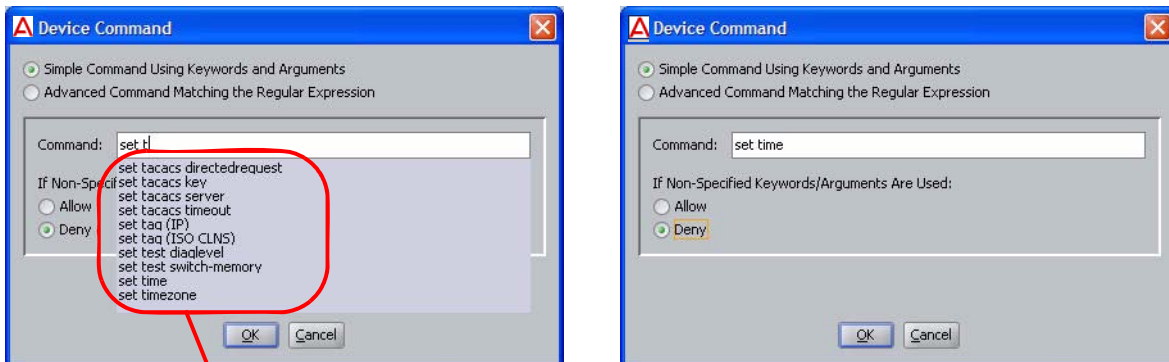 Device Command
Simple Command Using Keywords and Arguments
Advanced Command Matching the Regular Expression
Command: set t
set tacacs directedrequest
If Non-Specif
set tacacs key
set tacacs server
set tacacs timeout
Allow
set tag (IP)
set tag (ISO CLNS)
Deny
set test diaglevel
set test switch-memory
set time
set timezone
OK Cancel
Device Command
Simple Command Using Keywords and Arguments
Advanced Command Matching the Regular Expression
Command: set time
If Non-Specified Keywords/Arguments Are Used:
Allow
Deny
OK Cancel